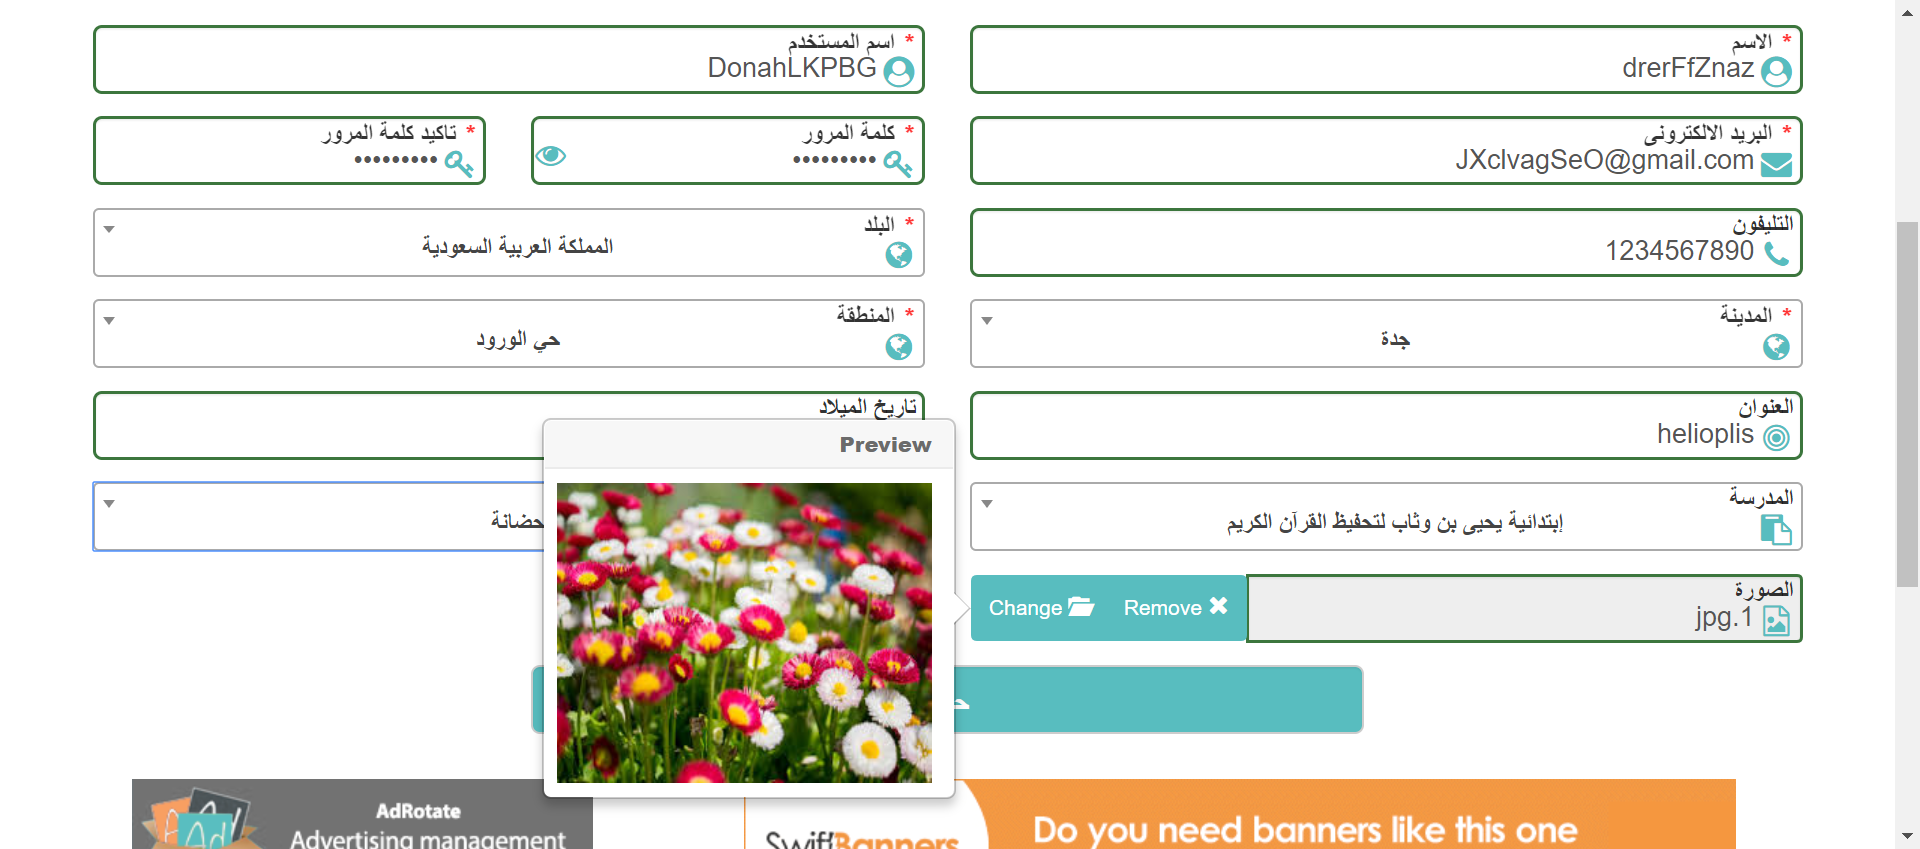 * الاسم
drerFfZnaz
* اسم المستخدم
DonahLKPBG
* البريد الالكترونى
JXclvagSeO@gmail.com
* كلمة المرور
•••••••••
* تاكيد كلمة المرور
•••••••••
التليفون
1234567890
* البلد
المملكة العربية السعودية
* المدينة
جدة
* المنطقة
حي الورود
العنوان
helioplis
تاريخ الميلاد
المدرسة
إبتدائية يحيى بن وثاب لتحفيظ القرآن الكريم
حضانة
الصورة
jpg.1
Remove
Change
Preview
AdRotate
Advertising management
SwiftBanners
Do you need banners like this one